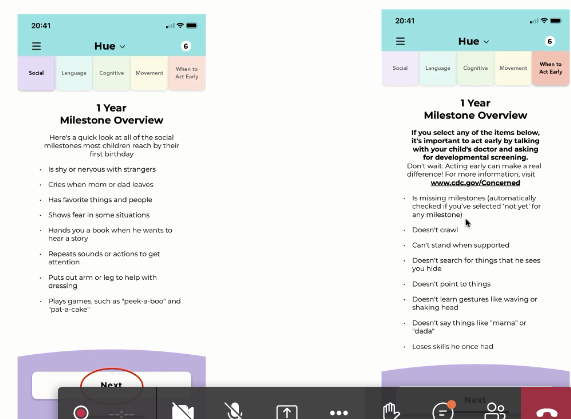 20:41
Hue
6
Social
Language
Cognitive
Movement
When to
Act Early
1 Year
Milestone Overview
Here's a quick look at all of the social
milestones most children reach by their
first birthday
• Is shy or nervous with strangers
• Cries when mom or dad leaves
• Has favorite things and people
• Shows fear in some situations
• Hands you a book when he wants to
hear a story
• Repeats sounds or actions to get
attention
• Puts out arm or leg to help with
dressing
• Plays games, such as "peek-a-boo" and
"pat-a-cake"
Next
20:41
Hue
6
Social
Language
Cognitive
Movement
When to
Act Early
1 Year
Milestone Overview
If you select any of the items below,
it's important to act early by talking
with your child's doctor and asking
for developmental screening.
Don't wait. Acting early can make a real
difference! For more information, visit
www.cdc.gov/Concerned
• Is missing milestones (automatically
checked if you've selected 'not yet' for
any milestone)
• Doesn't crawl
• Can't stand when supported
• Doesn't search for things that he sees
you hide
• Doesn't point to things
• Doesn't learn gestures like waving or
shaking head
• Doesn't say things like "mama" or
"dada"
• Loses skills he once had
Next